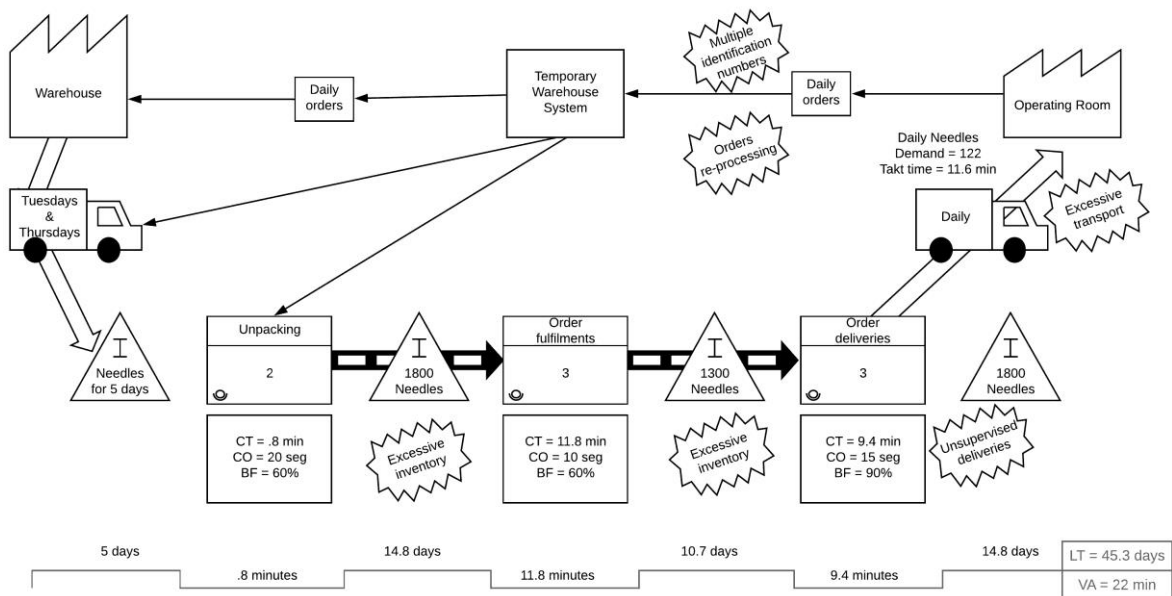 Warehouse
Daily
orders
Temporary
Warehouse
System
Multiple
identification
numbers
Daily
orders
Operating Room
Orders
re-processing
Daily Needles
Demand = 122
Takt time = 11.6 min
Tuesdays
&
Thursdays
Daily
Excessive
transport
I
Needles
for 5 days
Unpacking
2
I
1800
Needles
Order
fulfilments
3
I
1300
Needles
Order
deliveries
3
I
1800
Needles
CT = .8 min
CO = 20 seg
BF = 60%
Excessive
inventory
CT = 11.8 min
CO = 10 seg
BF = 60%
Excessive
inventory
CT = 9.4 min
CO = 15 seg
BF = 90%
Unsupervised
deliveries
5 days
14.8 days
10.7 days
14.8 days
LT = 45.3 days
.8 minutes
11.8 minutes
9.4 minutes
VA = 22 min